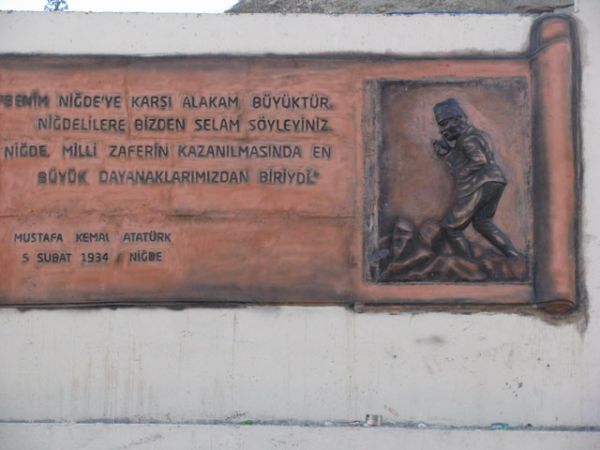 "BENİM NİĞDE'YE KARŞI ALAKAM BÜYÜKTÜR.
NİĞDELİLERE BİZDEN SELAM SÖYLEYİNİZ.
NİĞDE, MİLLİ ZAFERİN KAZANILMASINDA EN
BÜYÜK DAYANAKLARIMIZDAN BİRİYDİ."
MUSTAFA KEMAL ATATÜRK
5 ŞUBAT 1934 / NİĞDE